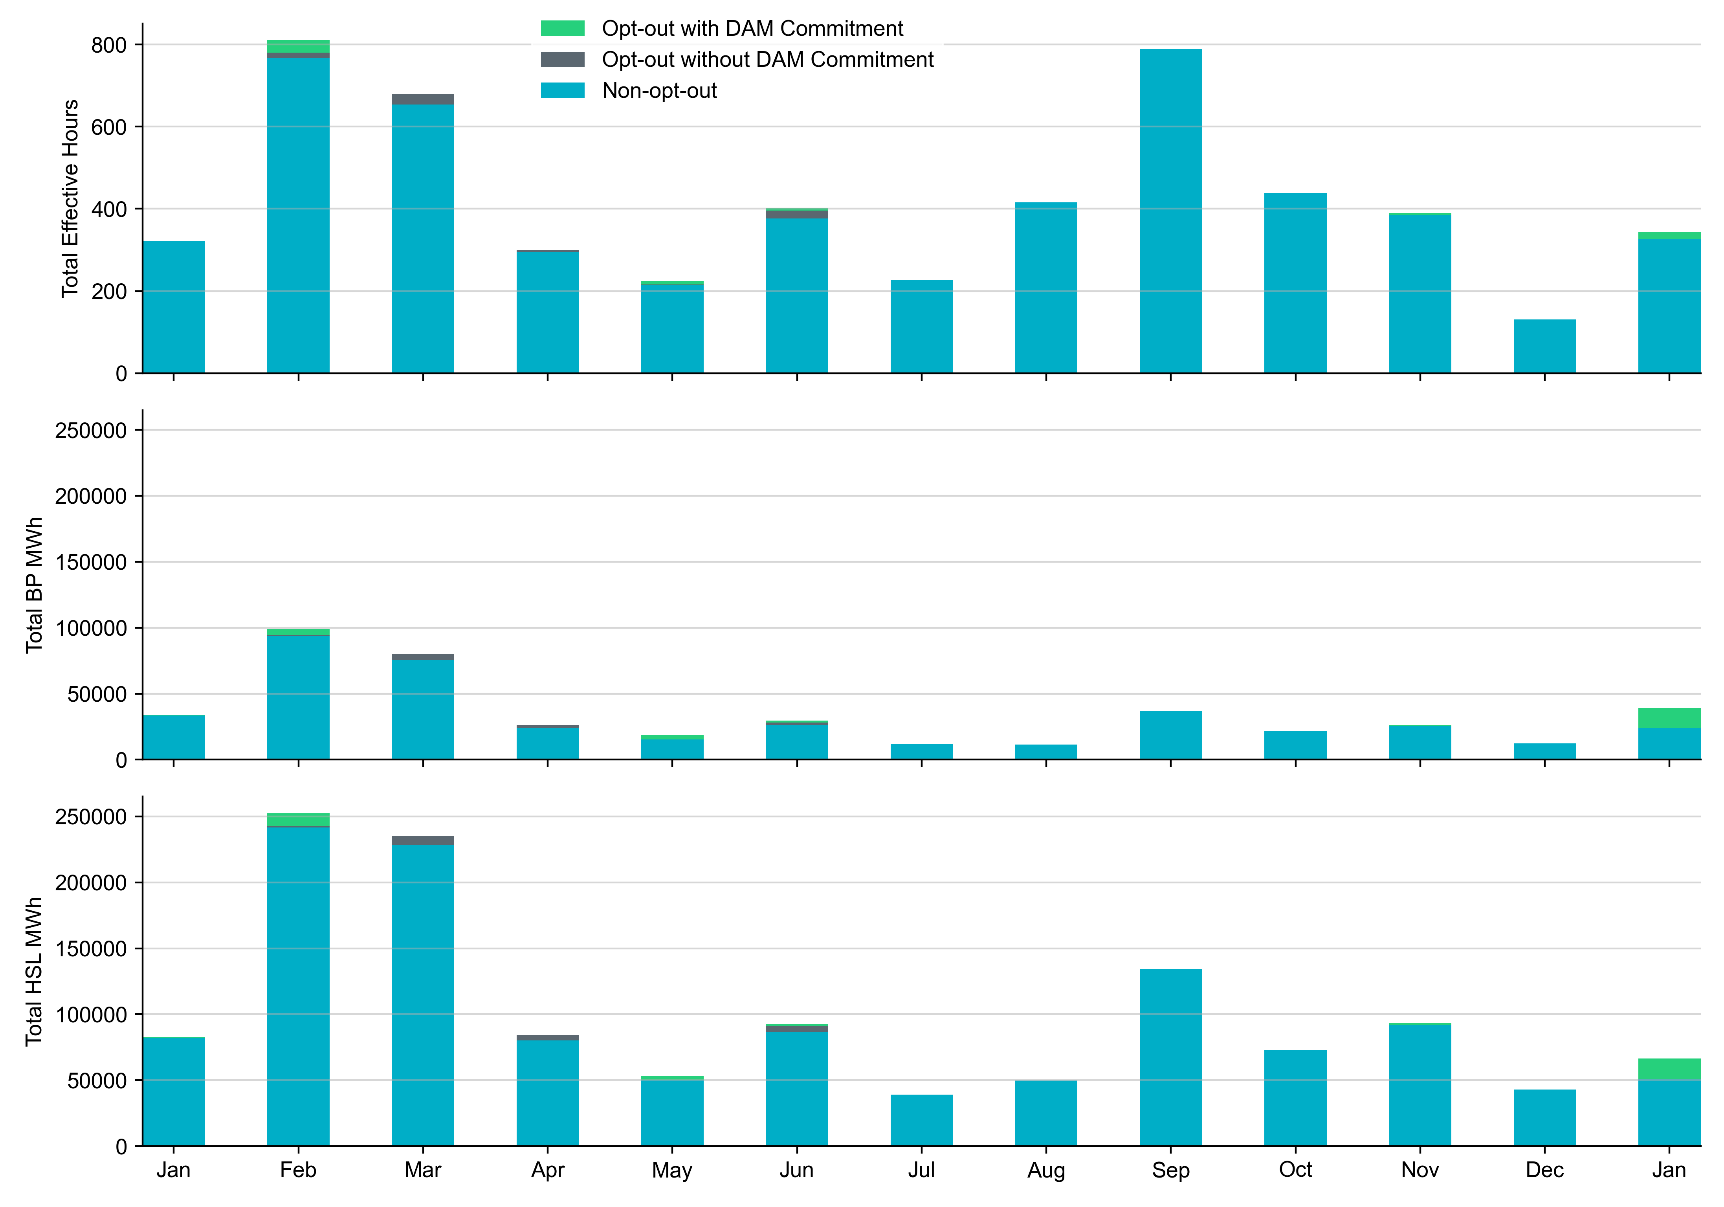 Opt-out with DAM Commitment
Opt-out without DAM Commitment
Non-opt-out
Total Effective Hours
800
600
400
200
0
Total BP MWh
250000
200000
150000
100000
50000
0
Total HSL MWh
250000
200000
150000
100000
50000
0
Jan Feb Mar Apr May Jun Jul Aug Sep Oct Nov Dec Jan